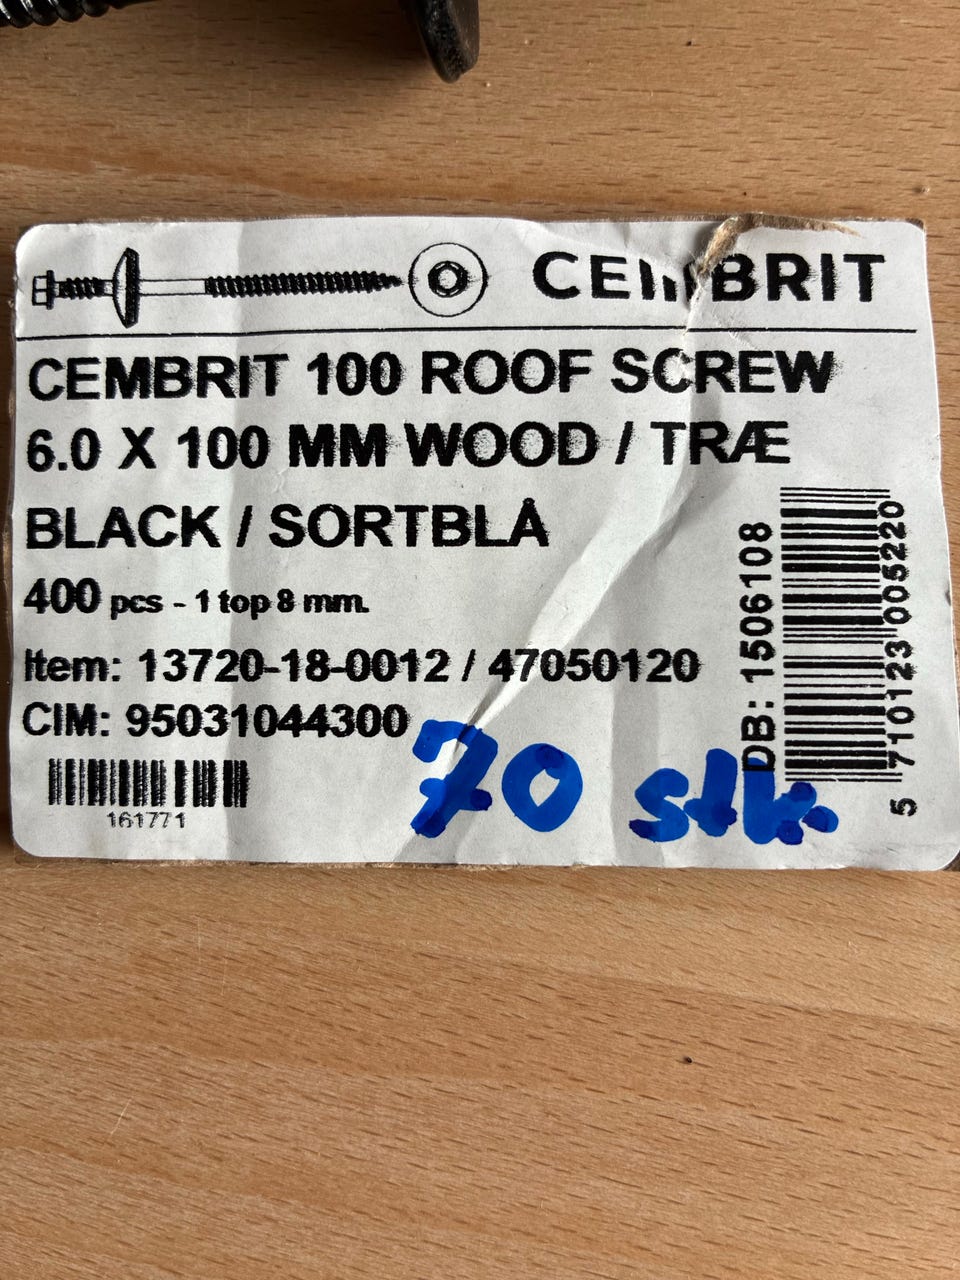 CEMBRIT
CEMBRIT 100 ROOF SCREW
6.0 X 100 MM WOOD / TRÆ
BLACK / SORTBLÅ
400 pcs - 1 top 8 mm.
Item: 13720-18-0012 / 47050120
CIM: 95031044300
161771
70 stk.
DB: 1506108
5 710123 005220